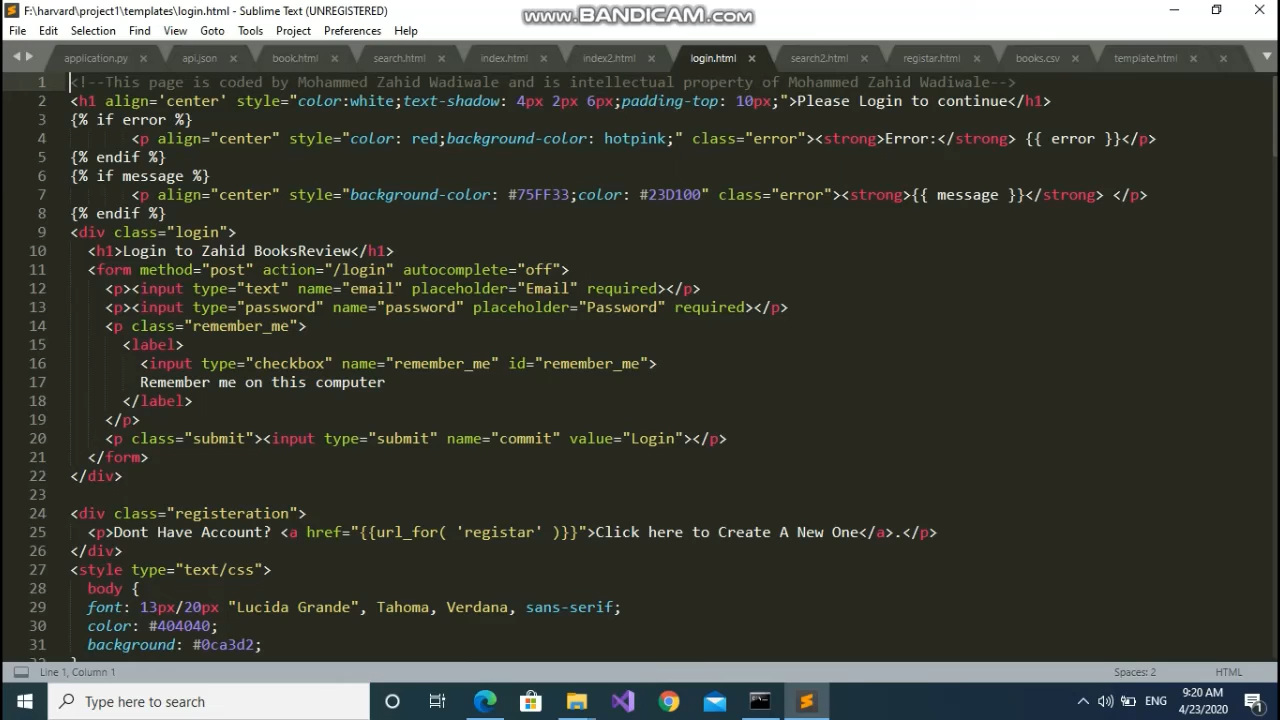 F:\harvard\project1\templates\login.html - Sublime Text (UNREGISTERED)
www.BANDICAM.com
File Edit Selection Find View Goto Tools Project Preferences Help
application.py api.json book.html search.html index.html index2.html login.html search2.html registar.html books.csv template.html
1 <!--This page is coded by Mohammed Zahid Wadiwale and is intellectual property of Mohammed Zahid Wadiwale-->
2 <h1 align='center' style="color:white;text-shadow: 4px 2px 6px;padding-top: 10px;">Please Login to continue</h1>
3 {% if error %}
4 <p align="center" style="color: red;background-color: hotpink;" class="error"><strong>Error:</strong> {{ error }}</p>
5 {% endif %}
6 {% if message %}
7 <p align="center" style="background-color: #75FF33;color: #23D100" class="error"><strong>{{ message }}</strong> </p>
8 {% endif %}
9 <div class="login">
10 <h1>Login to Zahid BooksReview</h1>
11 <form method="post" action="/login" autocomplete="off">
12 <p><input type="text" name="email" placeholder="Email" required></p>
13 <p><input type="password" name="password" placeholder="Password" required></p>
14 <p class="remember_me">
15 <label>
16 <input type="checkbox" name="remember_me" id="remember_me">
17 Remember me on this computer
18 </label>
19 </p>
20 <p class="submit"><input type="submit" name="commit" value="Login"></p>
21 </form>
22 </div>
23
24 <div class="registeration">
25 <p>Dont Have Account? <a href="{{url_for( 'registar' )}}">Click here to Create A New One</a>.</p>
26 </div>
27 <style type="text/css">
28 body {
29 font: 13px/20px "Lucida Grande", Tahoma, Verdana, sans-serif;
30 color: #404040;
31 background: #0ca3d2;
32 }
Line 1, Column 1 Spaces: 2 HTML
Type here to search ENG 9:20 AM
4/23/2020 1